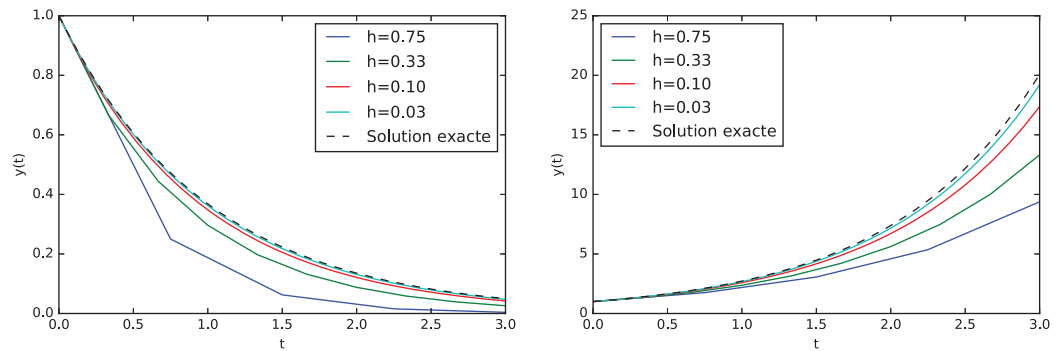 1.0
0.8
0.6
0.4
0.2
0.0
y(t)
0.0 0.5 1.0 1.5 2.0 2.5 3.0
t
h=0.75
h=0.33
h=0.10
h=0.03
Solution exacte
25
20
15
10
5
0
y(t)
0.0 0.5 1.0 1.5 2.0 2.5 3.0
t
h=0.75
h=0.33
h=0.10
h=0.03
Solution exacte